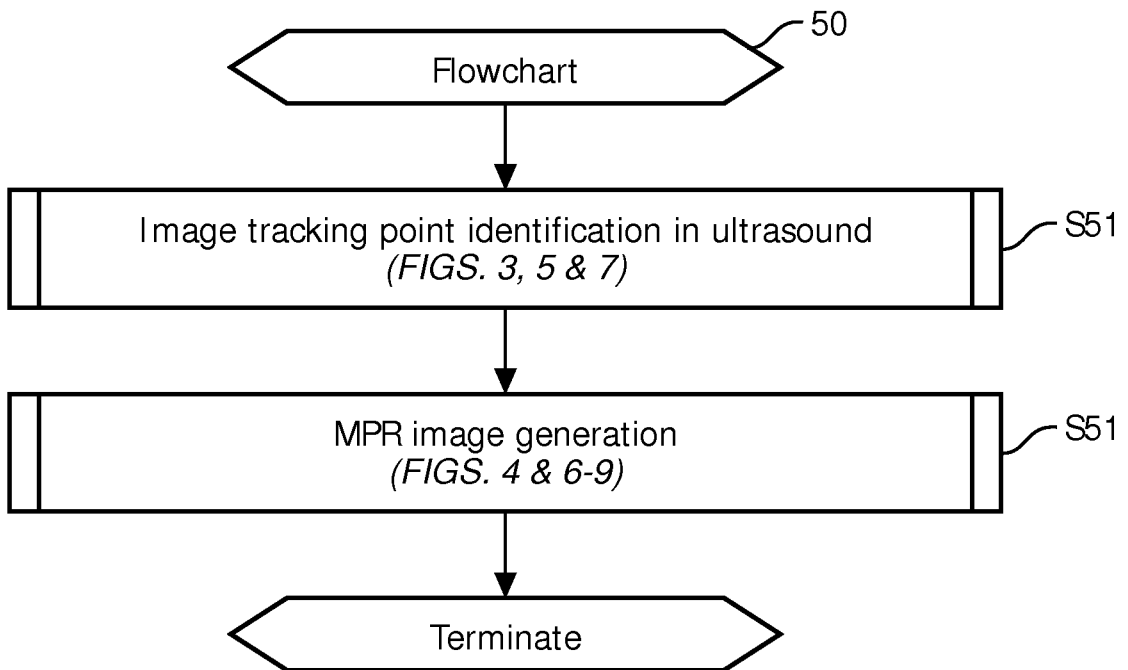 50
Flowchart
Image tracking point identification in ultrasound
(FIGS. 3, 5 & 7)
S51
MPR image generation
(FIGS. 4 & 6-9)
S51
Terminate